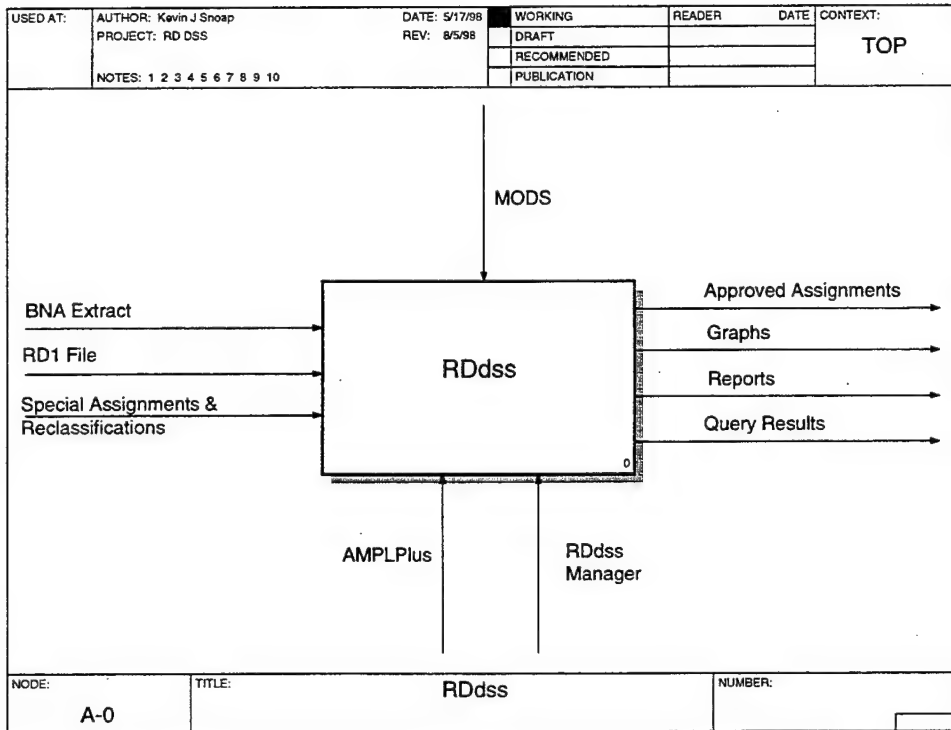 USED AT:
AUTHOR: Kevin J Snoap
DATE: 5/17/98
PROJECT: RD DSS
REV: 8/5/98
NOTES: 1 2 3 4 5 6 7 8 9 10
WORKING
DRAFT
RECOMMENDED
PUBLICATION
READER DATE
CONTEXT:
TOP
MODS
BNA Extract
RD1 File
Special Assignments &
Reclassifications
RDdss
0
Approved Assignments
Graphs
Reports
Query Results
AMPLPlus
RDdss
Manager
NODE:
A-0
TITLE:
RDdss
NUMBER: